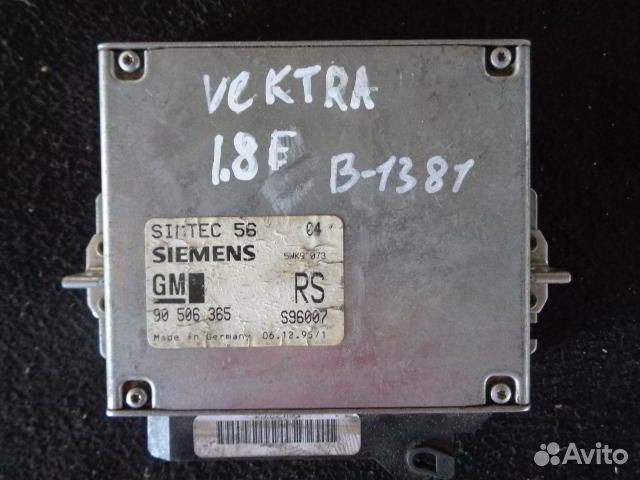 VEKTRA
1.8E
B-1381
SIMTEC 56 04
SIEMENS 5WK9 073
GM RS
90 506 365 S96007
Made in Germany 06.12.95/1
Avito